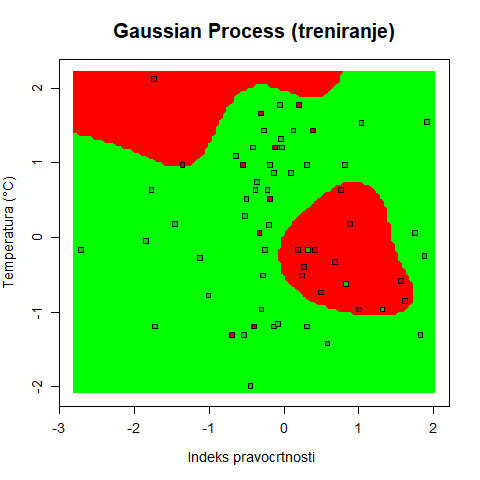 Gaussian Process (treniranje)
Temperatura (°C)
2
1
0
-1
-2
-3 -2 -1 0 1 2
Indeks pravocrtnosti